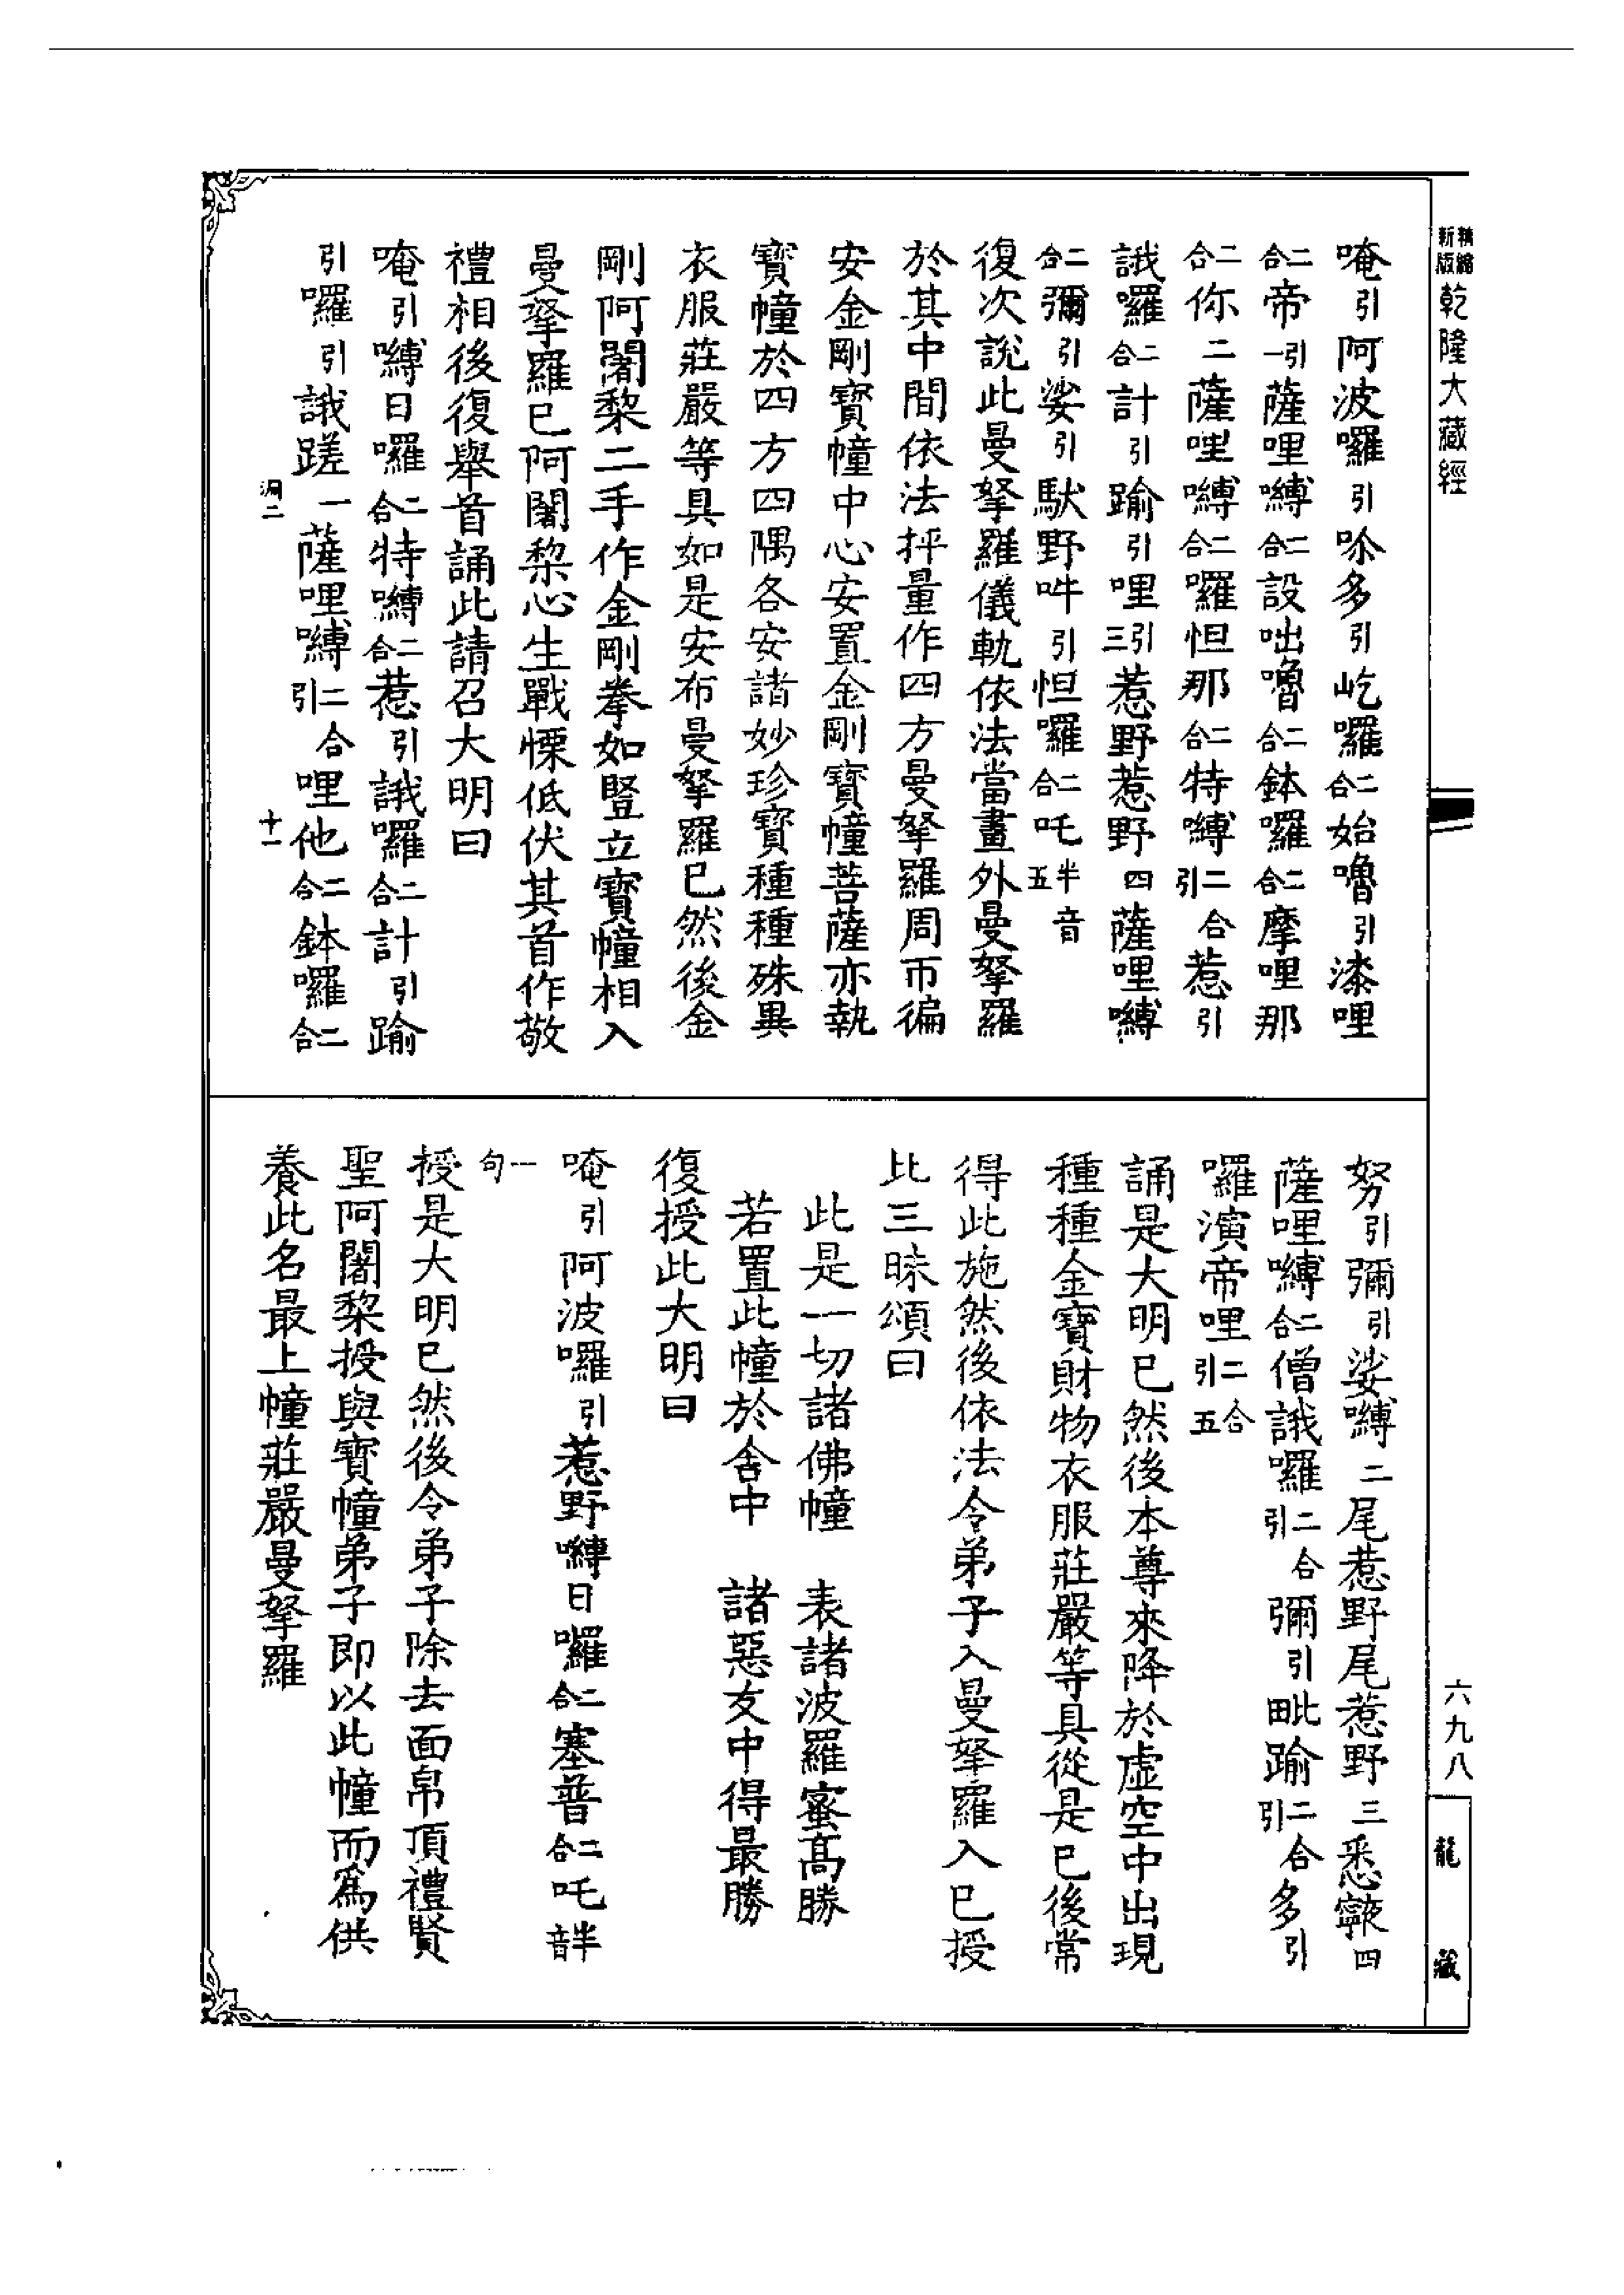 精縮新版乾隆大藏經
唵引阿波囉引哳多引屹囉二合始嚕引漆哩
二合帝引一薩哩嚩二合設咄嚕二合鉢囉二合摩哩那
二合你二薩哩嚩二合囉怛那二合特嚩二合引惹引
誐囉二合計引踰引哩引三惹野惹野四薩哩嚩
二合彌引娑引馱野吽引怛囉二合吒半音五
復次說此曼拏羅儀軌依法當畫外曼拏羅
於其中間依法抨量作四方曼拏羅周帀徧
安金剛寶幢中心安置金剛寶幢菩薩亦執
寶幢於四方四隅各安諸妙珍寶種種殊異
衣服莊嚴等具如是安布曼拏羅已然後金
剛阿闍黎二手作金剛拳如豎立寶幢相入
曼拏羅已阿闍黎心生戰慄低伏其首作敬
禮相後復舉首誦此請召大明曰
唵引嚩日囉二合特嚩二合惹引誐囉二合計引踰
引囉引誐蹉一薩哩嚩二合引哩他二合鉢囉二合
洞二 十一
努引彌引娑嚩二尾惹野尾惹野三悉𩕳四
薩哩嚩二合僧誐囉二合引彌引毗踰二合引多引
囉演帝哩二合引五
誦是大明已然後本尊來降於虛空中出現
種種金寶財物衣服莊嚴等具從是已後常
得此施然後依法令弟子入曼拏羅入已授
此三昧頌曰
此是一切諸佛幢 表諸波羅蜜高勝
若置此幢於舍中 諸惡友中得最勝
復授此大明曰
唵引阿波囉引惹野嚩日囉二合塞普二合吒半音
一句
授是大明已然後令弟子除去面帛頂禮賢
聖阿闍黎授與寶幢弟子即以此幢而為供
養此名最上幢莊嚴曼拏羅
六九八
龍藏